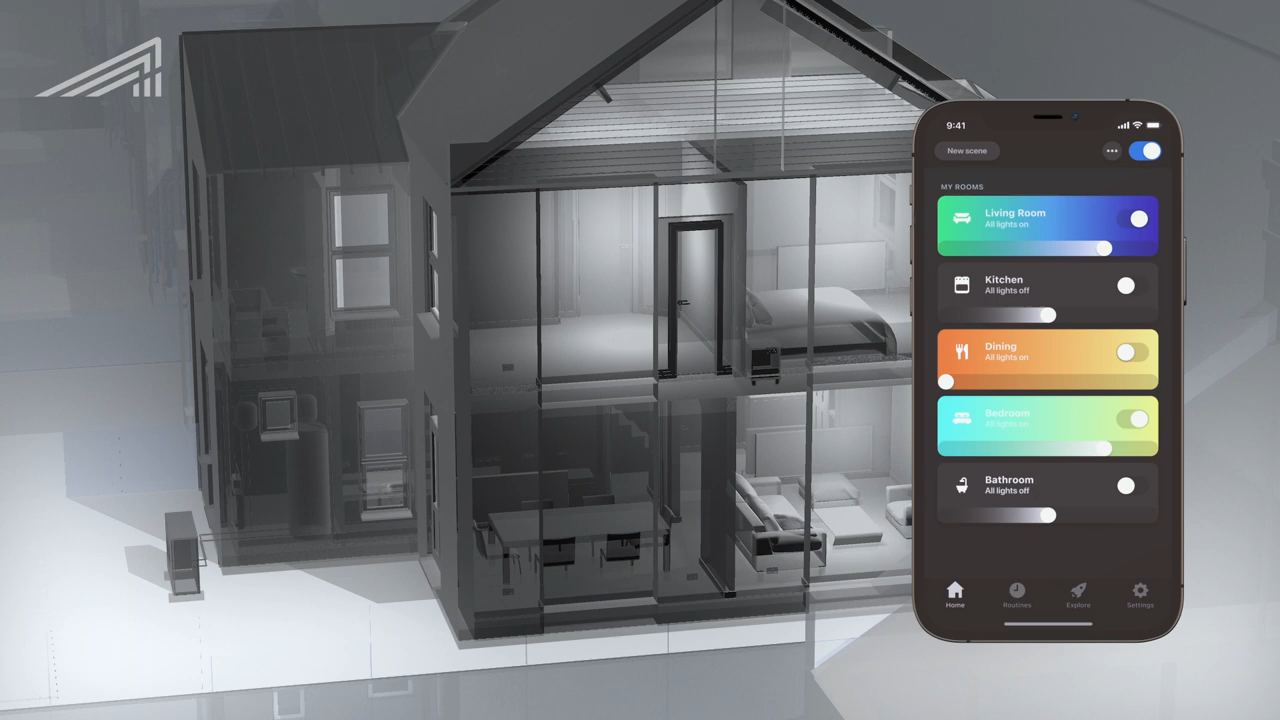 9:41
New scene
MY ROOMS
Living Room
All lights on
Kitchen
All lights off
Dining
All lights on
Bedroom
All lights on
Bathroom
All lights off
Home
Routines
Explore
Settings